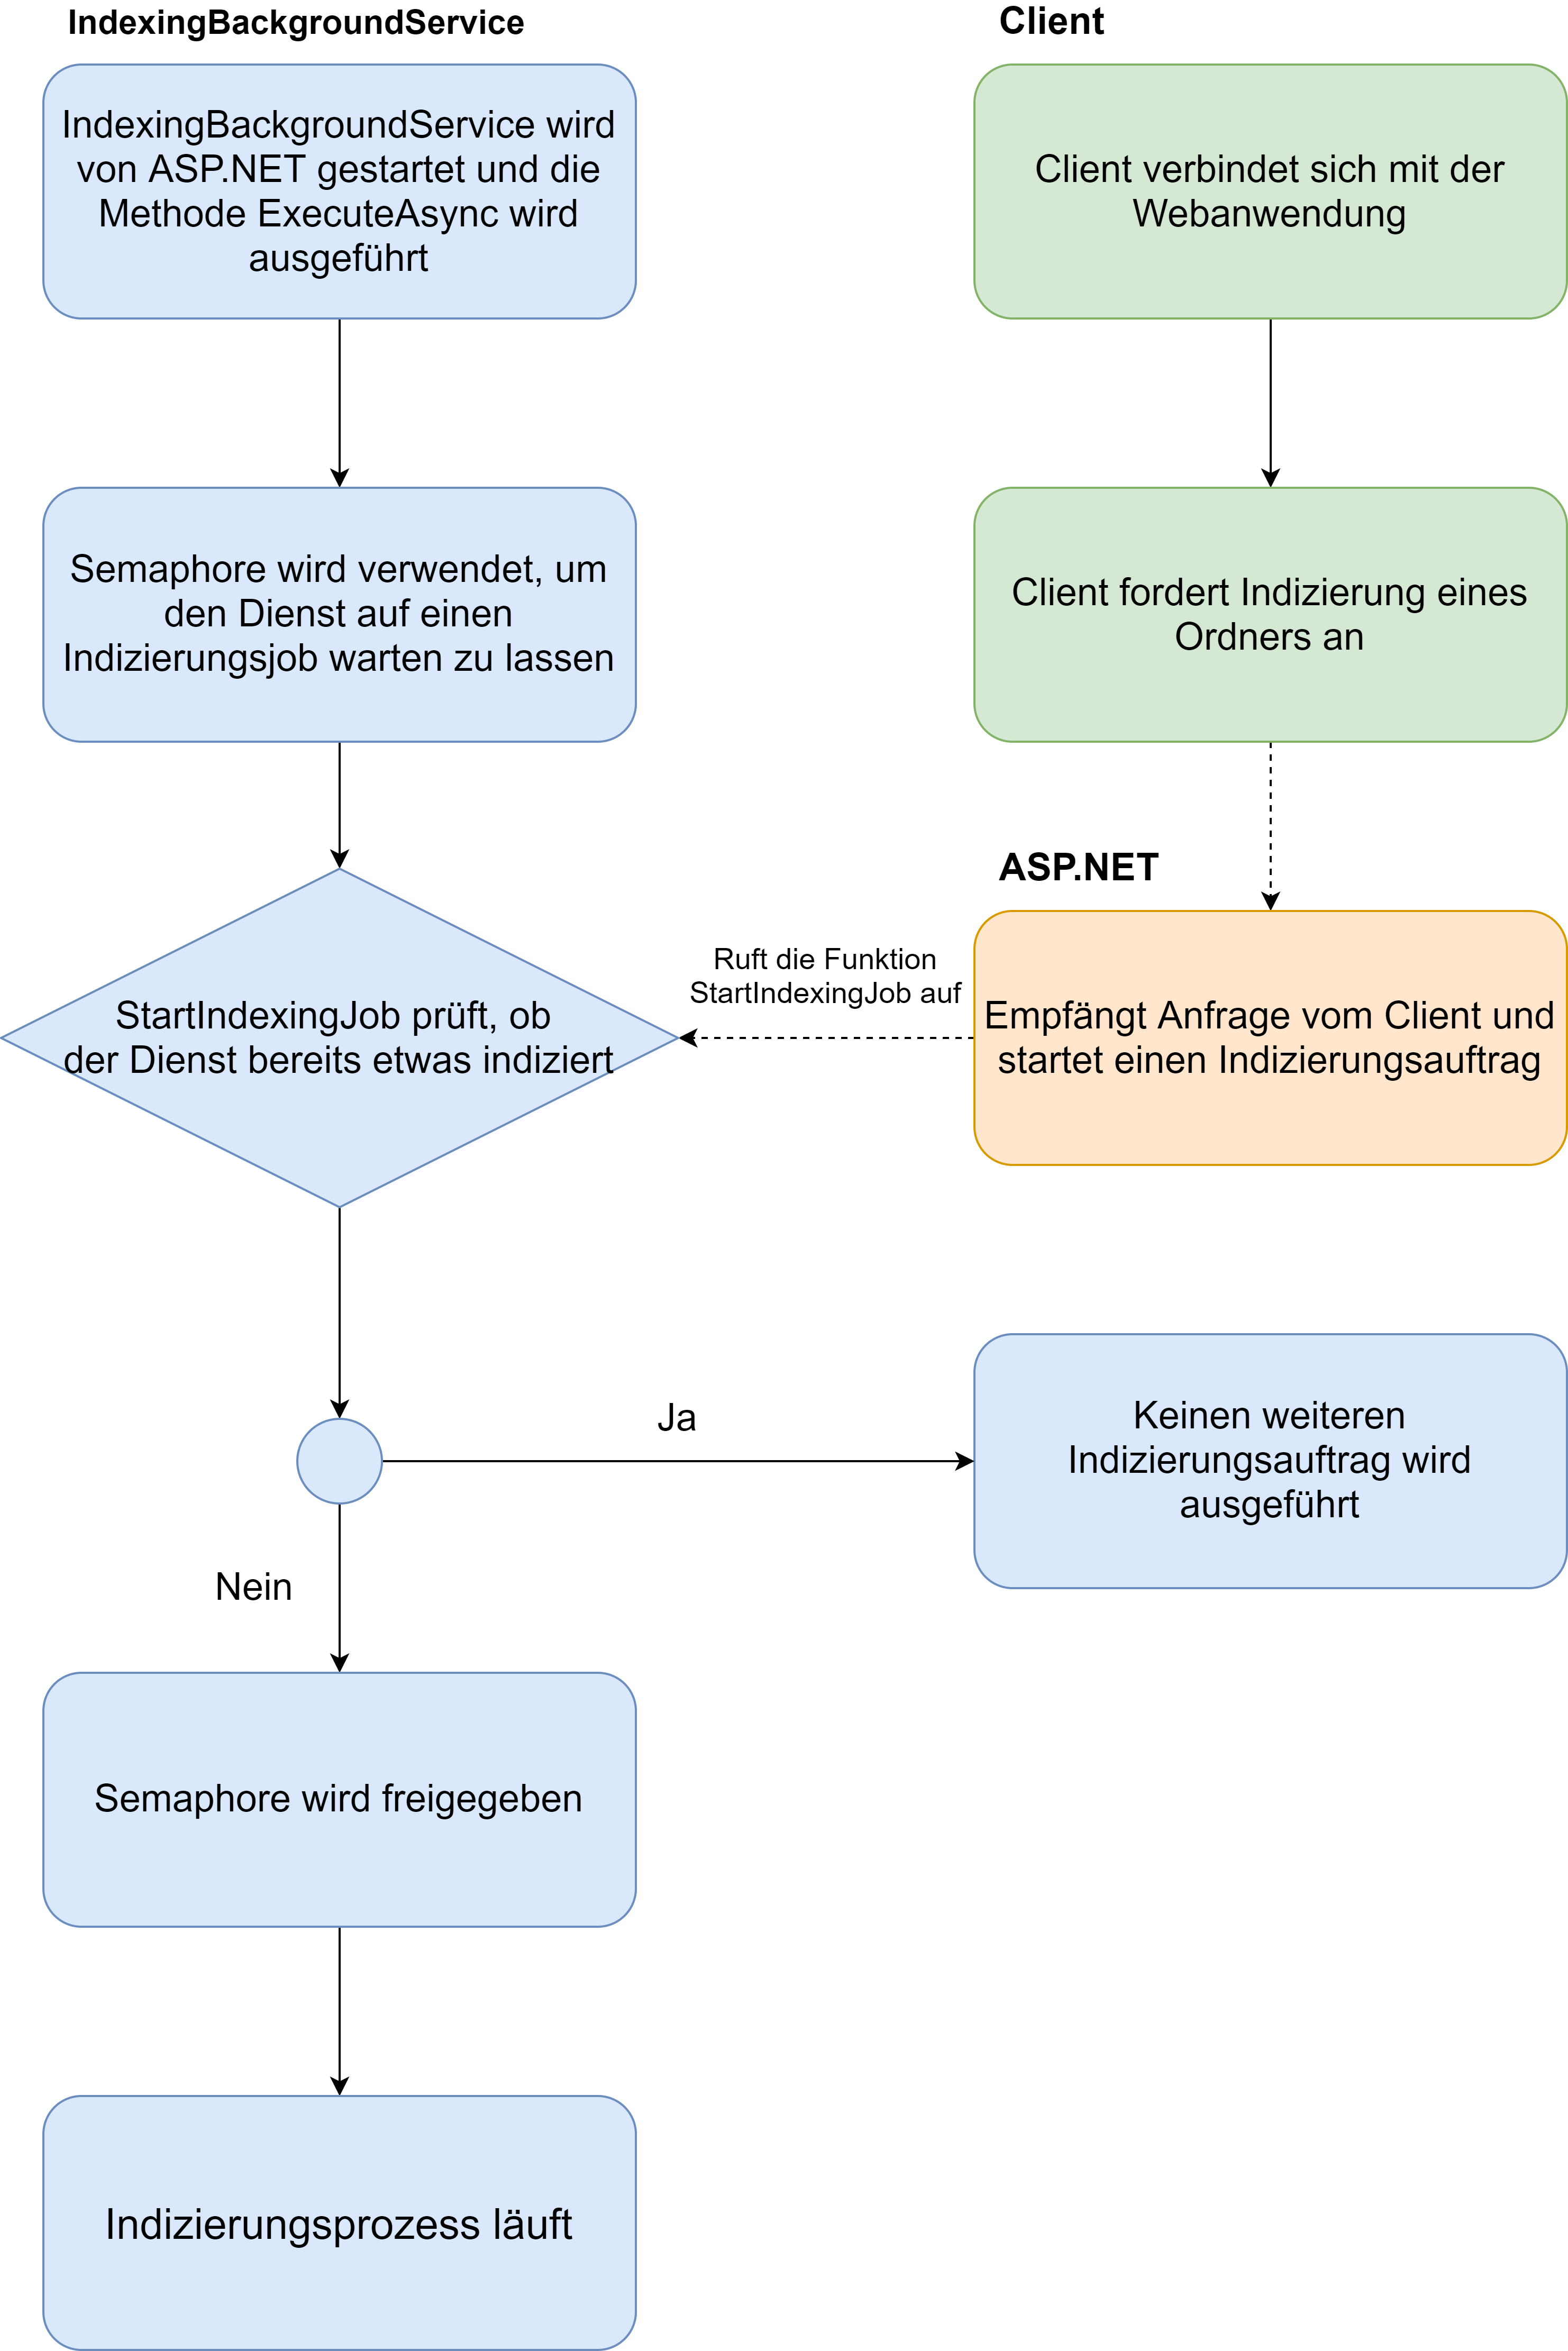 IndexingBackgroundService
IndexingBackgroundService wird
von ASP.NET gestartet und die
Methode ExecuteAsync wird
ausgeführt
Semaphore wird verwendet, um
den Dienst auf einen
Indizierungsjob warten zu lassen
StartIndexingJob prüft, ob
der Dienst bereits etwas indiziert
Client
Client verbindet sich mit der
Webanwendung
Client fordert Indizierung eines
Ordners an
ASP.NET
Empfängt Anfrage vom Client und
startet einen Indizierungsauftrag
Ruft die Funktion
StartIndexingJob auf
Ja
Keinen weiteren
Indizierungsauftrag wird
ausgeführt
Nein
Semaphore wird freigegeben
Indizierungsprozess läuft